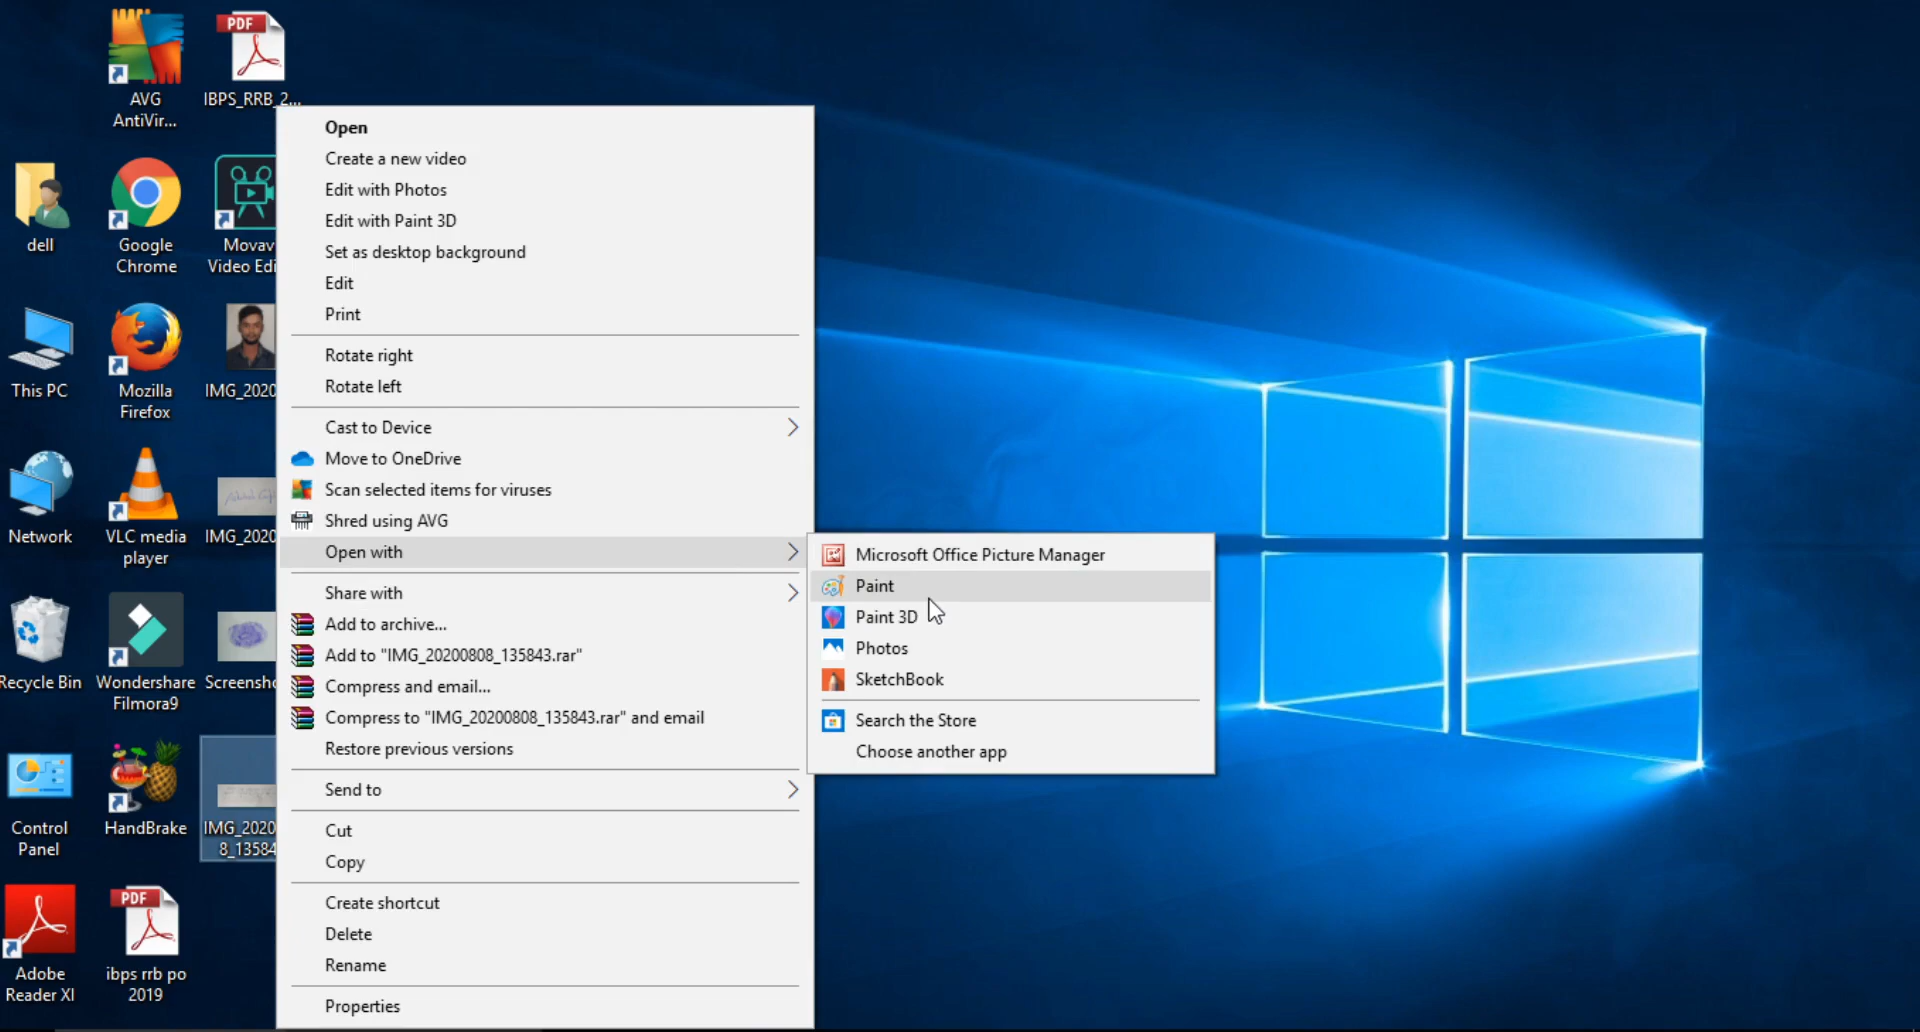 AVG
AntiVir...
PDF
IBPS_RRB_2...
dell
Google
Chrome
Movav
Video Edi
This PC
Mozilla
Firefox
IMG_2020
Network
VLC media
player
IMG_2020
Recycle Bin
Wondershare
Filmora9
Screensho
Control
Panel
HandBrake
IMG_2020
8_13584
Adobe
Reader XI
PDF
ibps rrb po
2019
Open
Create a new video
Edit with Photos
Edit with Paint 3D
Set as desktop background
Edit
Print
Rotate right
Rotate left
Cast to Device
Move to OneDrive
Scan selected items for viruses
Shred using AVG
Open with
Share with
Add to archive...
Add to "IMG_20200808_135843.rar"
Compress and email...
Compress to "IMG_20200808_135843.rar" and email
Restore previous versions
Send to
Cut
Copy
Create shortcut
Delete
Rename
Properties
Microsoft Office Picture Manager
Paint
Paint 3D
Photos
SketchBook
Search the Store
Choose another app